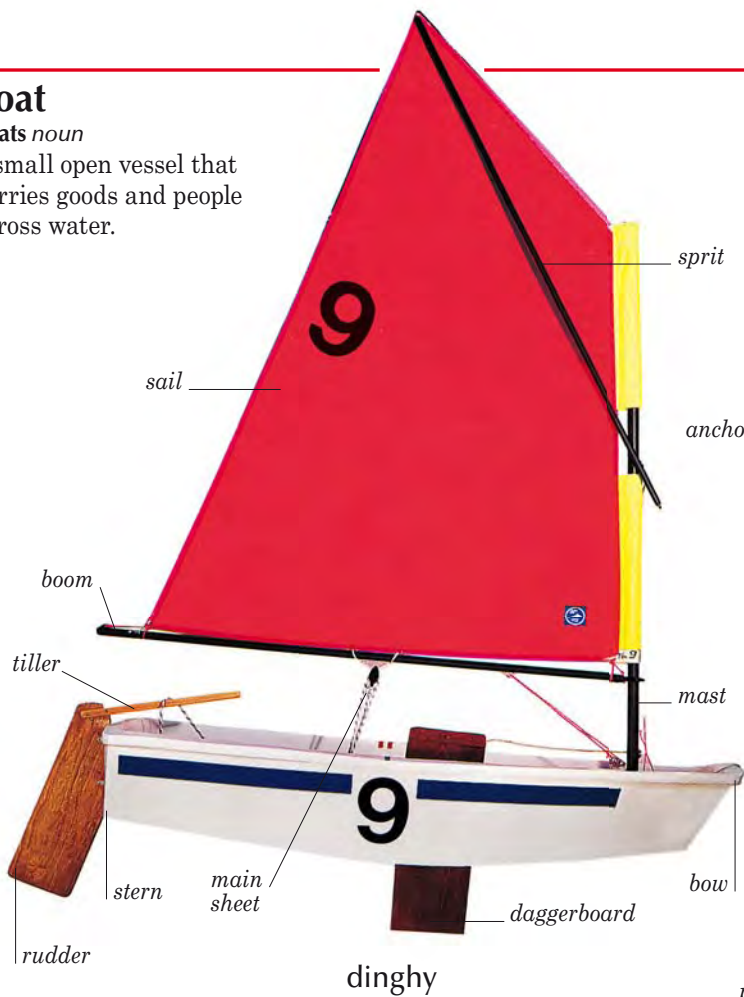 oat
ats noun
small open vessel that
rries goods and people
ross water.
sprit
9
sail
ancho
boom
9
tiller
mast
9
main
sheet
stern
bow
daggerboard
rudder
dinghy